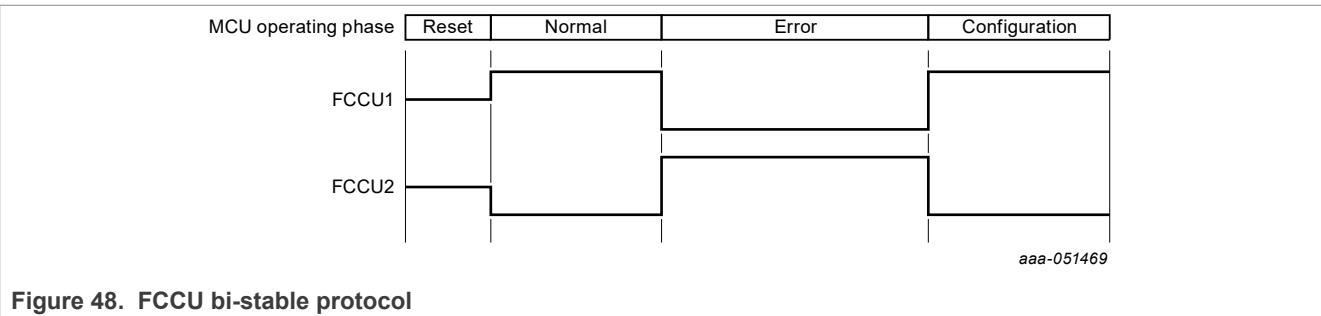 MCU operating phase Reset Normal Error Configuration
FCCU1
FCCU2
aaa-051469
Figure 48. FCCU bi-stable protocol